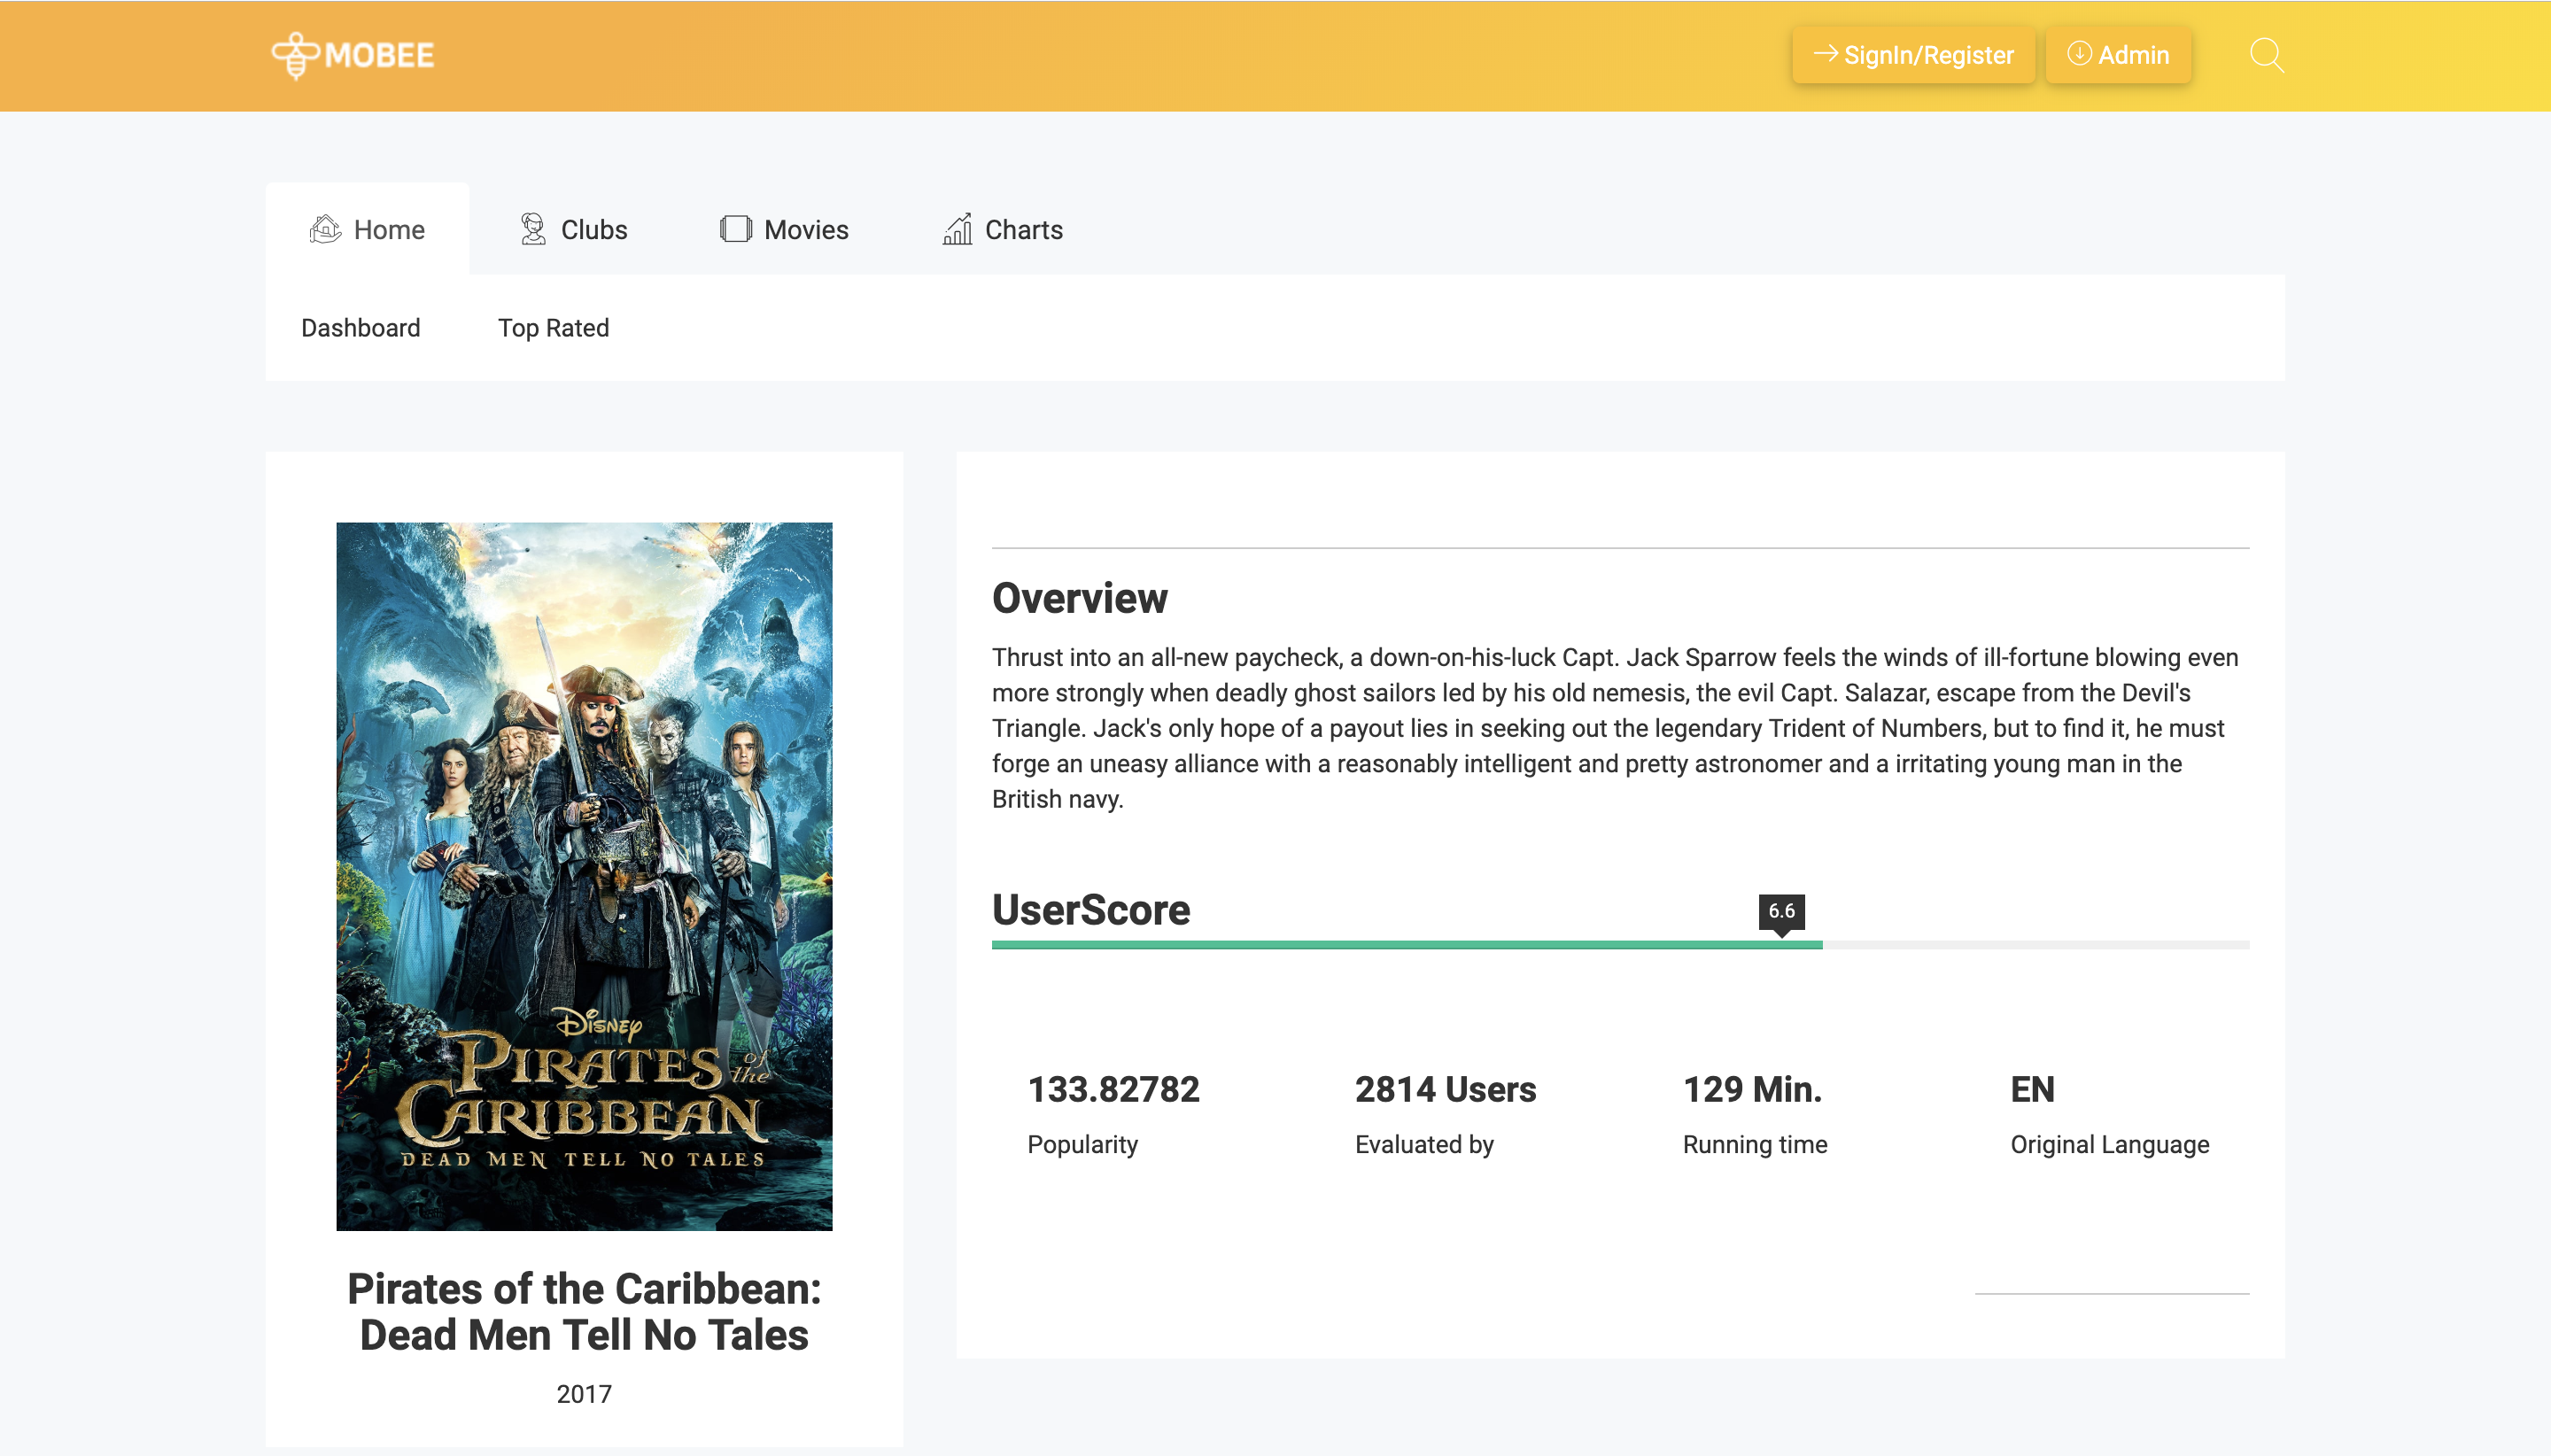 MOBEE
SignIn/Register
Admin
Home
Clubs
Movies
Charts
Dashboard
Top Rated
DISNEY
PIRATES of the
CARIBBEAN
DEAD MEN TELL NO TALES
Pirates of the Caribbean:
Dead Men Tell No Tales
2017
Overview
Thrust into an all-new paycheck, a down-on-his-luck Capt. Jack Sparrow feels the winds of ill-fortune blowing even
more strongly when deadly ghost sailors led by his old nemesis, the evil Capt. Salazar, escape from the Devil's
Triangle. Jack's only hope of a payout lies in seeking out the legendary Trident of Numbers, but to find it, he must
forge an uneasy alliance with a reasonably intelligent and pretty astronomer and a irritating young man in the
British navy.
UserScore
6.6
133.82782
Popularity
2814 Users
Evaluated by
129 Min.
Running time
EN
Original Language